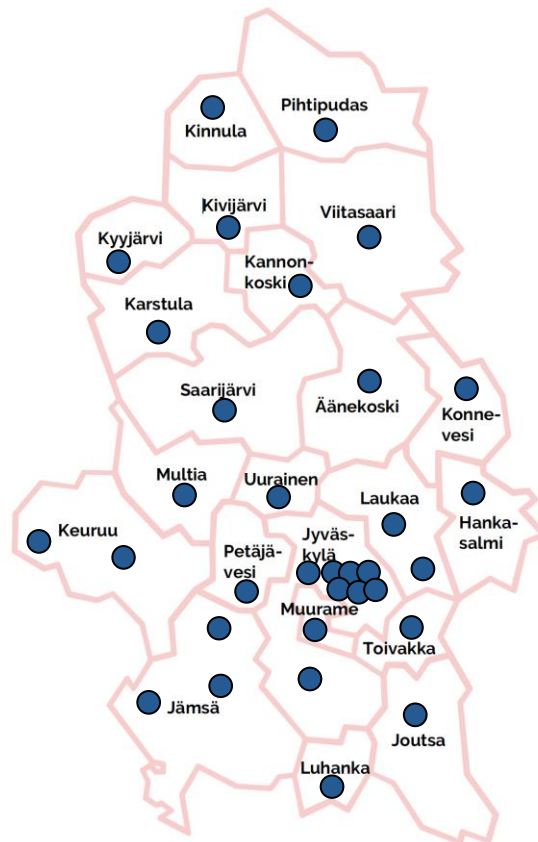 Pihtipudas
Kinnula
Kivijärvi
Viitasaari
Kyyjärvi
Kannon-
koski
Karstula
Saarijärvi
Äänekoski
Konne-
vesi
Multia
Uurainen
Laukaa
Hanka-
salmi
Keuruu
Jyväs-
kylä
Petäjä-
vesi
Muurame
Toivakka
Jämsä
Joutsa
Luhanka